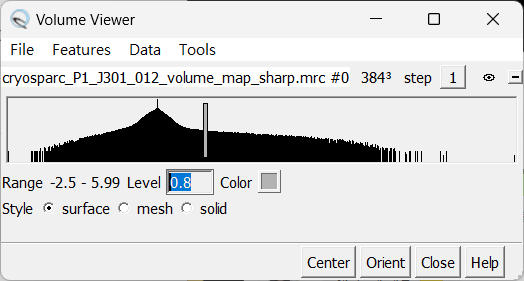 Volume Viewer
File Features Data Tools
cryosparc_P1_J301_012_volume_map_sharp.mrc #0 384³ step 1
Range -2.5 - 5.99 Level 0.8 Color
Style surface mesh solid
Center Orient Close Help